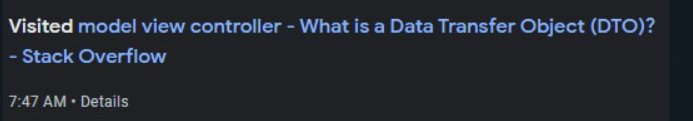 Visited model view controller - What is a Data Transfer Object (DTO)?
- Stack Overflow
7:47 AM • Details